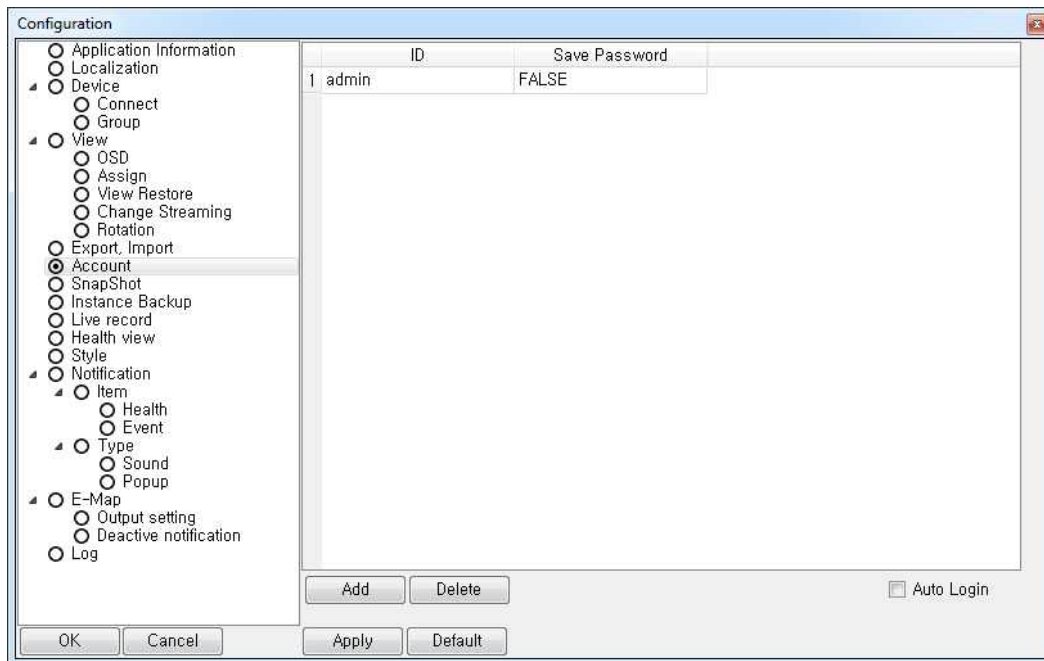 Configuration
Application Information
Localization
Device
Connect
Group
View
OSD
Assign
View Restore
Change Streaming
Rotation
Export, Import
Account
SnapShot
Instance Backup
Live record
Health view
Style
Notification
Item
Health
Event
Type
Sound
Popup
E-Map
Output setting
Deactive notification
Log
OK Cancel
ID Save Password
1 admin FALSE
Add Delete Auto Login
Apply Default